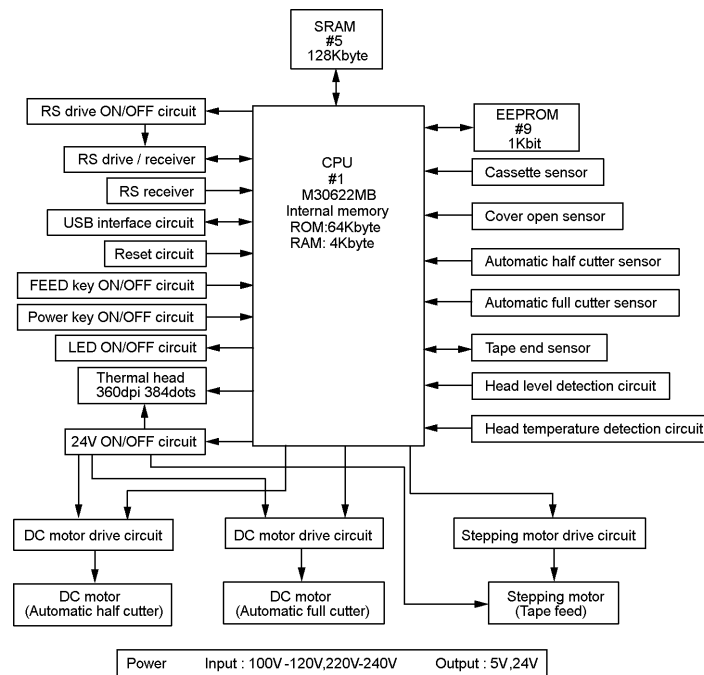 SRAM
#5
128Kbyte
RS drive ON/OFF circuit
RS drive / receiver
RS receiver
USB interface circuit
Reset circuit
FEED key ON/OFF circuit
Power key ON/OFF circuit
LED ON/OFF circuit
Thermal head
360dpi 384dots
24V ON/OFF circuit
CPU
#1
M30622MB
Internal memory
ROM:64Kbyte
RAM: 4Kbyte
EEPROM
#9
1Kbit
Cassette sensor
Cover open sensor
Automatic half cutter sensor
Automatic full cutter sensor
Tape end sensor
Head level detection circuit
Head temperature detection circuit
DC motor drive circuit
DC motor drive circuit
Stepping motor drive circuit
DC motor
(Automatic half cutter)
DC motor
(Automatic full cutter)
Stepping motor
(Tape feed)
Power Input : 100V -120V,220V-240V Output : 5V,24V